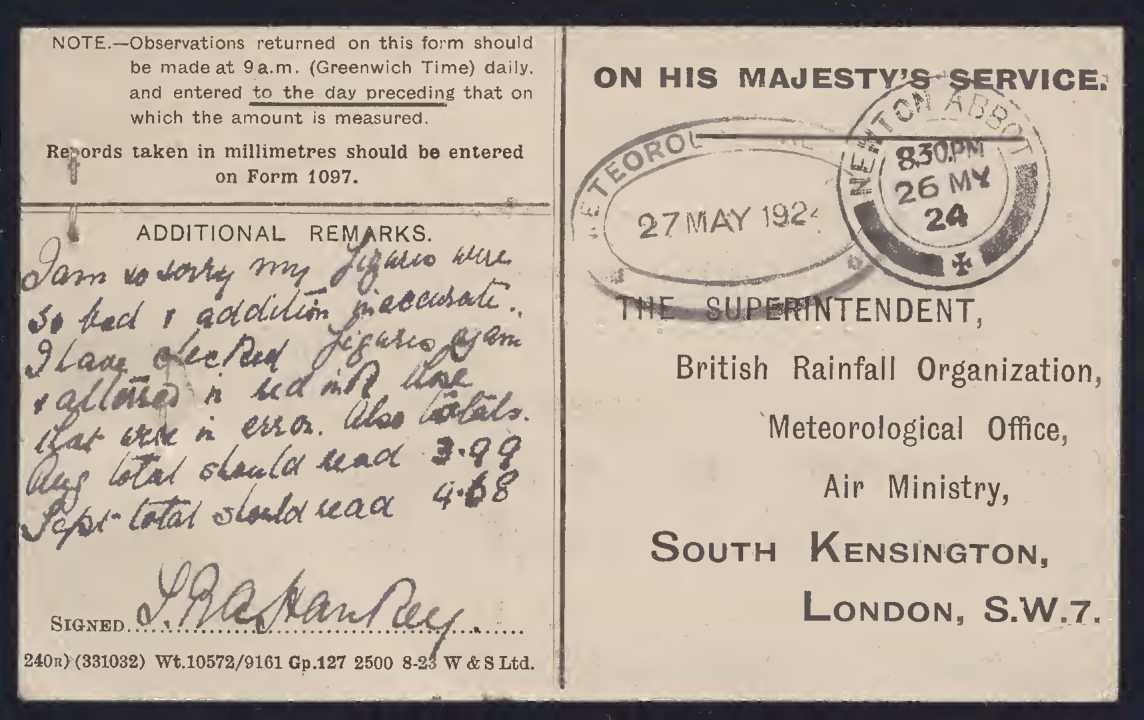 NOTE.—Observations returned on this form should
be made at 9 a.m. (Greenwich Time) daily,
and entered to the day preceding that on
which the amount is measured.
Records taken in millimetres should be entered
on Form 1097.
ADDITIONAL REMARKS.
I am so sorry my figures were
so bad & addition inaccurate.
I have checked figures again
& altered in red ink those
that were in error. Also totals.
Aug total should read 3.99
Sept total should read 4.68
SIGNED
240R) (331032) Wt.10572/9161 Gp.127 2500 8-23 W & S Ltd.
ON HIS MAJESTY'S SERVICE.
NEWTON ABBOT
8.30.PM
26 MY
24
METEOROL
27 MAY 192
THE SUPERINTENDENT,
British Rainfall Organization,
Meteorological Office,
Air Ministry,
SOUTH KENSINGTON,
LONDON, S.W.7.